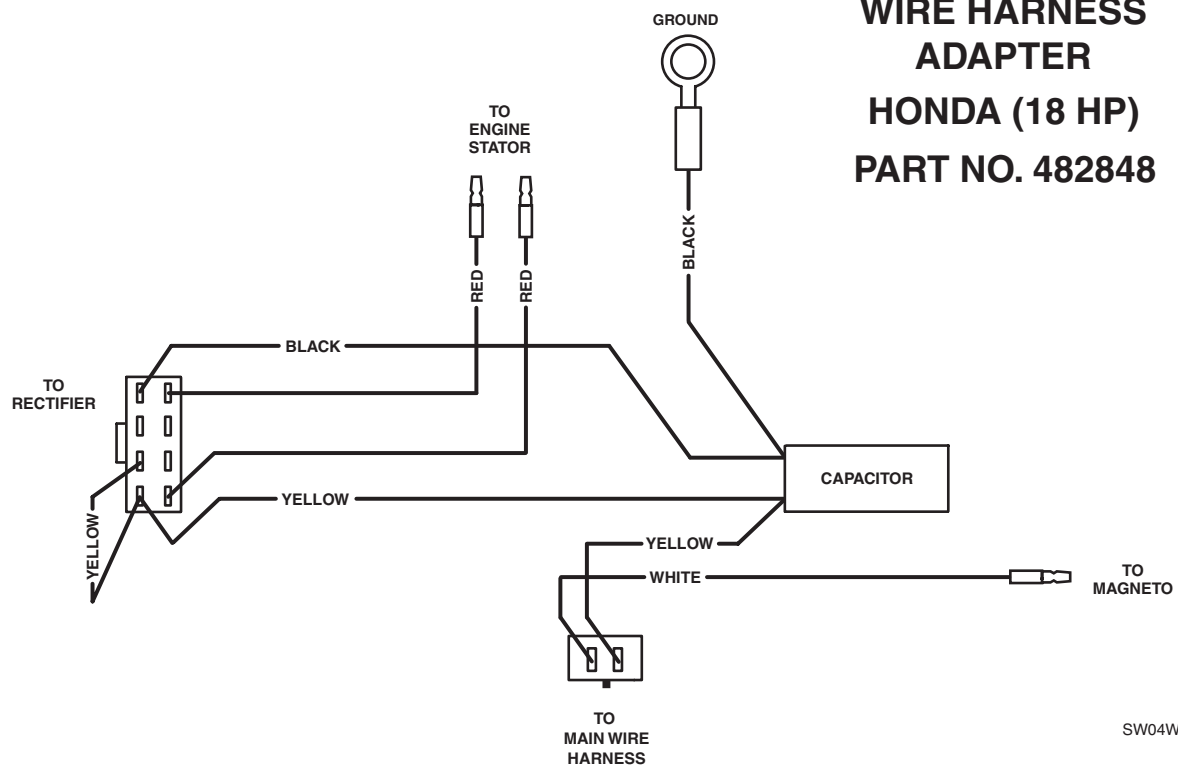 WIRE HARNESS
ADAPTER
HONDA (18 HP)
PART NO. 482848
GROUND
TO
ENGINE
STATOR
BLACK
RED
RED
BLACK
TO
RECTIFIER
CAPACITOR
YELLOW
YELLOW
YELLOW
WHITE
TO
MAGNETO
TO
MAIN WIRE
HARNESS
SW04W